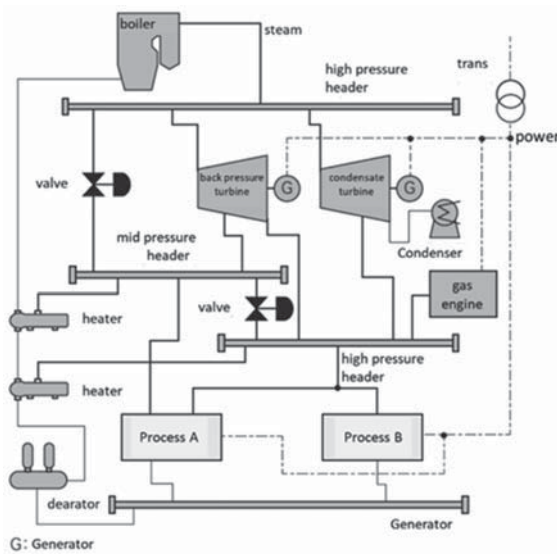 boiler
steam
trans
high pressure
header
power
valve
back pressure
turbine
G
condensate
turbine
G
mid pressure
header
Condenser
gas
engine
valve
heater
high pressure
header
heater
Process A
Process B
dearator
Generator
G: Generator